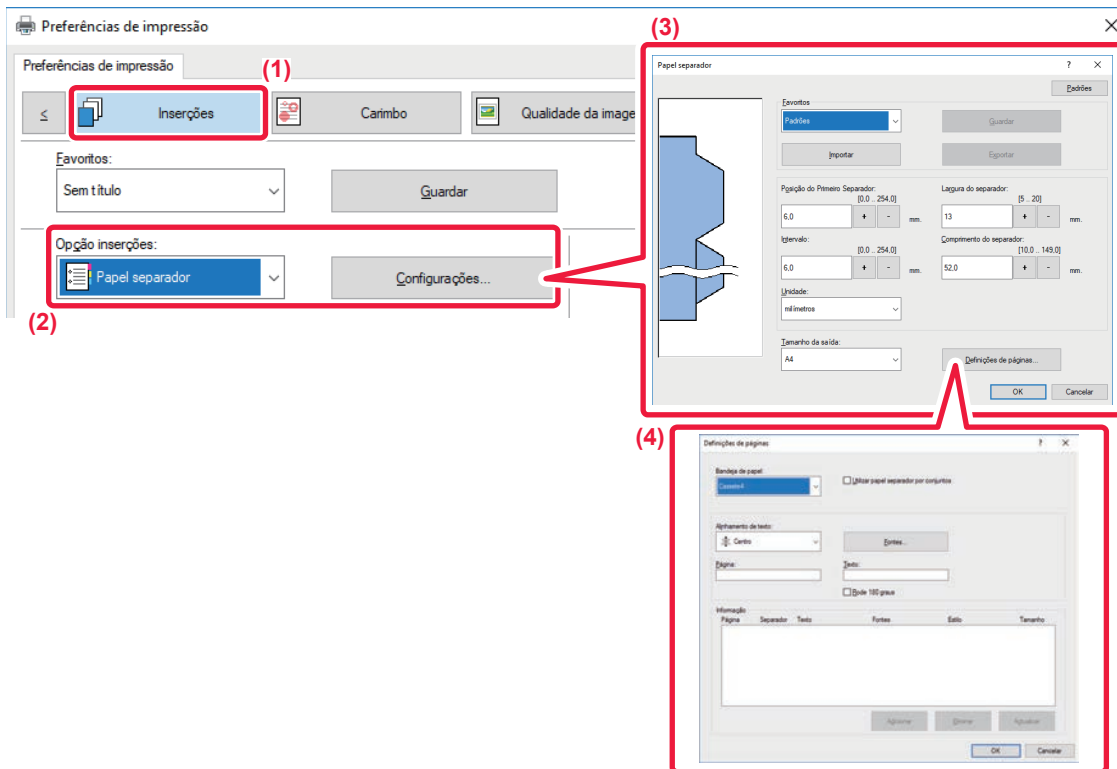 Preferências de impressão
Preferências de impressão
(1)
≤ Inserções Carimbo Qualidade da image
Favoritos:
Sem título Guardar
Opção inserções:
Papel separador Configurações...
(2)
(3)
Papel separador ? ×
Padrões
Favoritos
Padrões Guardar
Importar Exportar
Posição do Primeiro Separador: Largura do separador:
[0,0 .. 254,0] [5 .. 20]
6,0 + - mm. 13 + - mm.
Intervalo: Comprimento do separador:
[0,0 .. 254,0] [10,0 .. 149,0]
6,0 + - mm. 52,0 + - mm.
Unidade:
milímetros
Tamanho da saída:
A4 Definições de páginas...
OK Cancelar
(4)
Definições de páginas ? ×
Bandeja de papel:
Utilizar papel separador por conjuntos
Alinhamento de texto:
Centro Fontes...
Página: Texto:
Rode 180 graus
Informação
Página Separador Texto Fontes Estilo Tamanho
Adicionar Eliminar Actualizar
OK Cancelar